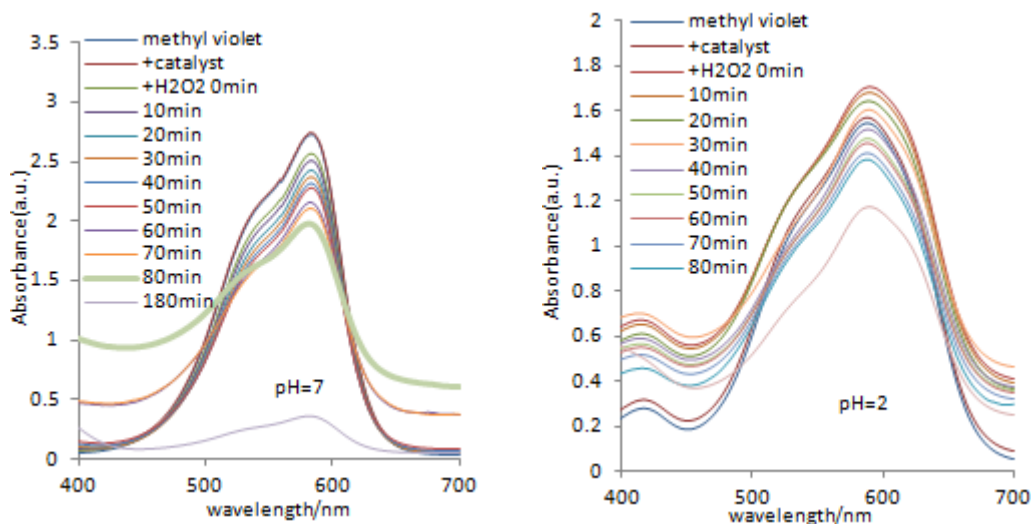 3.5
3
2.5
2
1.5
1
0.5
0
400
500
600
700
wavelength/nm
Absorbance(a.u.)
methyl violet
+catalyst
+H2O2 0min
10min
20min
30min
40min
50min
60min
70min
80min
180min
pH=7
2
1.8
1.6
1.4
1.2
1
0.8
0.6
0.4
0.2
0
400
500
600
700
wavelength/nm
Absorbance(a.u.)
methyl violet
+catalyst
+H2O2 0min
10min
20min
30min
40min
50min
60min
70min
80min
pH=2